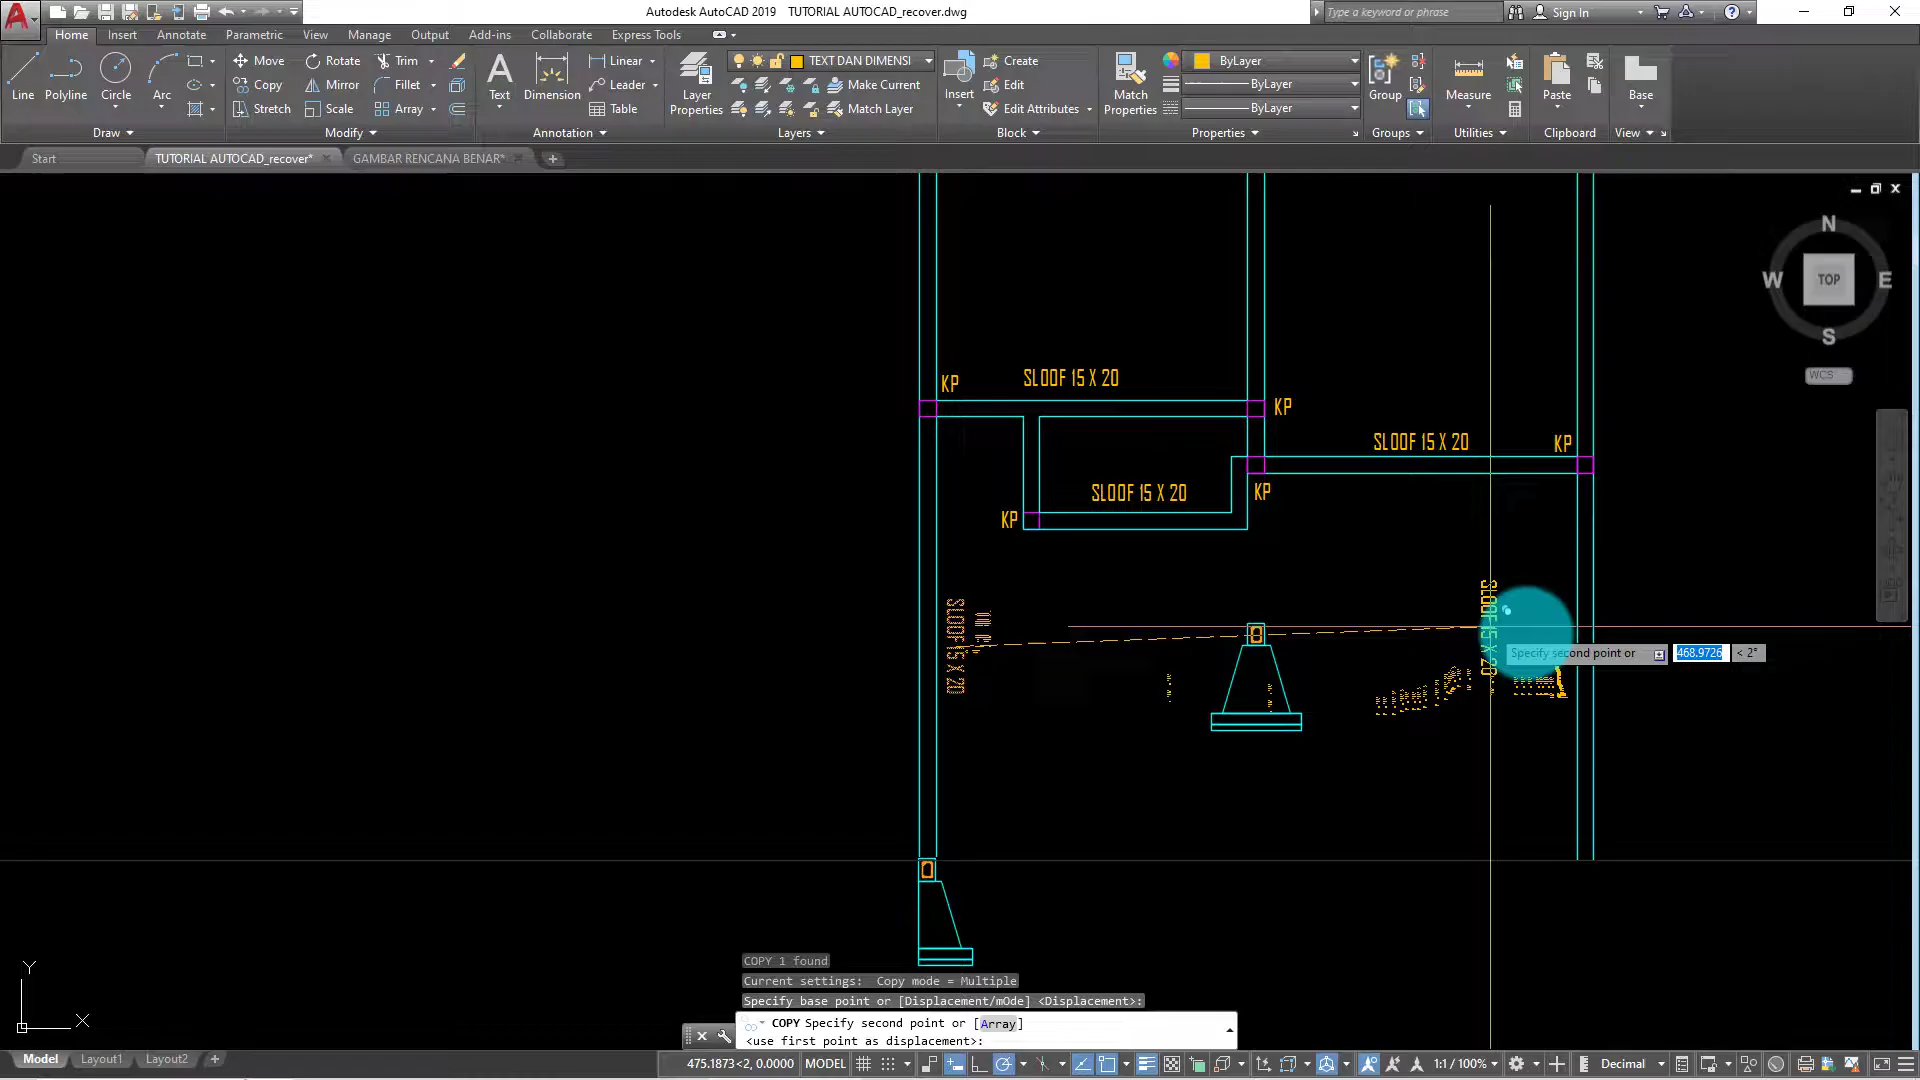 Autodesk AutoCAD 2019 TUTORIAL AUTOCAD_recover.dwg
Type a keyword or phrase
Sign In
Home Insert Annotate Parametric View Manage Output Add-ins Collaborate Express Tools
Line Polyline Circle Arc
Move Rotate Trim
Copy Mirror Fillet
Stretch Scale Array
Text Dimension
Linear
Leader
Table
Layer Properties
TEXT DAN DIMENSI
Make Current
Match Layer
Insert
Create
Edit
Edit Attributes
Match Properties
ByLayer
ByLayer
ByLayer
Group Measure Paste Base
Draw Modify Annotation Layers Block Properties Groups Utilities Clipboard View
Start TUTORIAL AUTOCAD_recover* GAMBAR RENCANA BENAR*
N
W TOP E
S
WCS
KP SLOOF 15 X 20
KP
SLOOF 15 X 20 KP
SLOOF 15 X 20 KP
KP
SLOOF 15 X 20
SLOOF 15 X 20
Specify second point or 468.9726 < 2°
Y
X
COPY 1 found
Current settings: Copy mode = Multiple
Specify base point or [Displacement/mOde] <Displacement>:
COPY Specify second point or [Array]
<use first point as displacement>:
Model Layout1 Layout2
475.1873<2, 0.0000 MODEL 1:1 / 100% Decimal